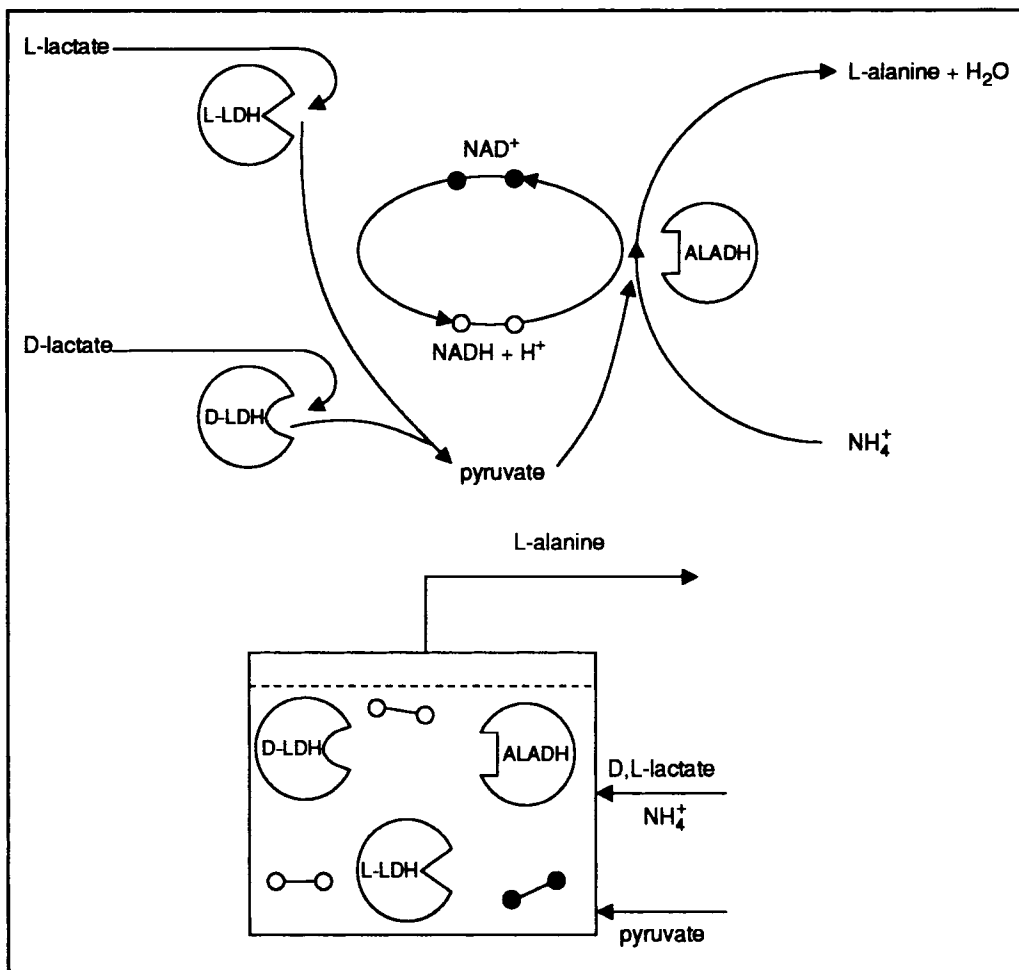 L-lactate
L-alanine + H₂O
L-LDH
NAD⁺
ALADH
D-lactate
NADH + H⁺
D-LDH
NH₄⁺
pyruvate
L-alanine
D-LDH
ALADH
D,L-lactate
NH₄⁺
L-LDH
pyruvate